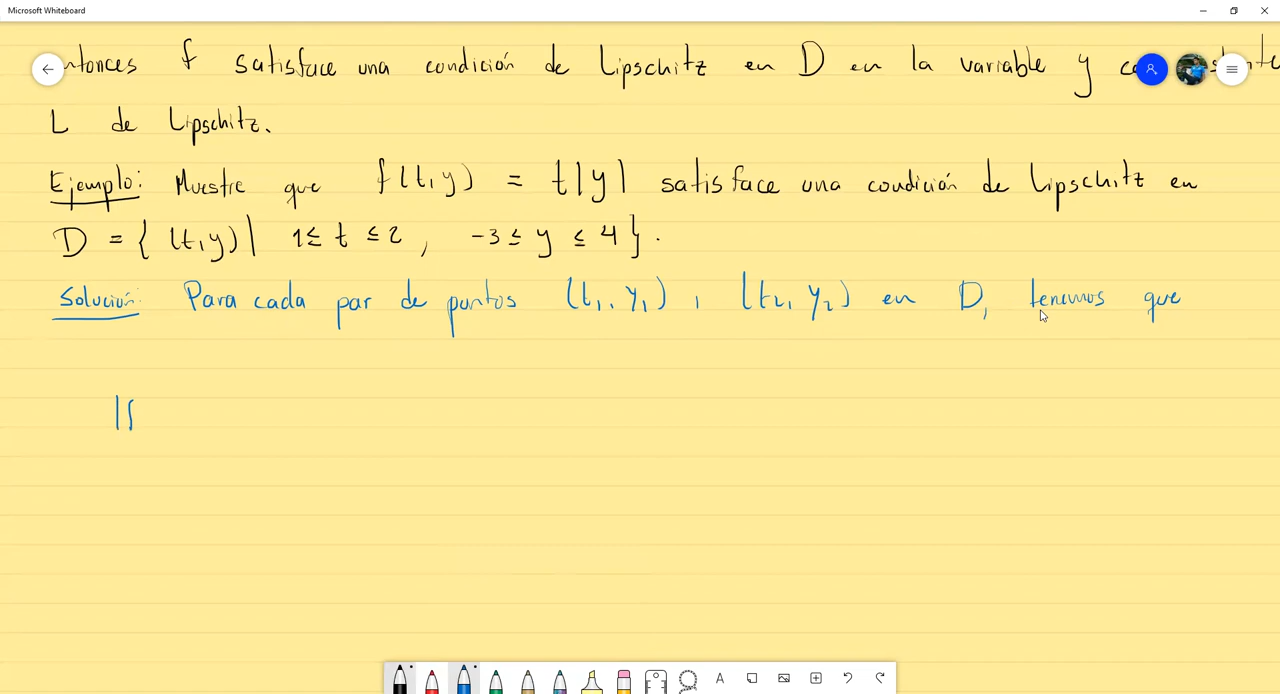 Microsoft Whiteboard
f satisface una condición de Lipschitz en D en la variable y
L de Lipschitz.
Ejemplo: Muestre que f(t,y) = t|y| satisface una condición de Lipschitz en
D = { (t,y) | 1 ≤ t ≤ 2 , -3 ≤ y ≤ 4 } .
Solución: Para cada par de puntos (t1, y1) , (t2, y2) en D, tenemos que
|f
A